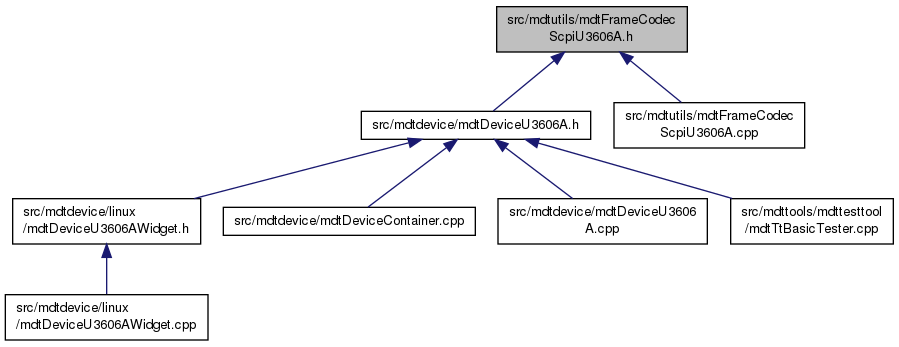 src/mdtutils/mdtFrameCodec
ScpiU3606A.h
src/mdtdevice/mdtDeviceU3606A.h
src/mdtutils/mdtFrameCodec
ScpiU3606A.cpp
src/mdtdevice/linux
/mdtDeviceU3606AWidget.h
src/mdtdevice/mdtDeviceContainer.cpp
src/mdtdevice/mdtDeviceU3606
A.cpp
src/mdttools/mdttesttool
/mdtTtBasicTester.cpp
src/mdtdevice/linux
/mdtDeviceU3606AWidget.cpp